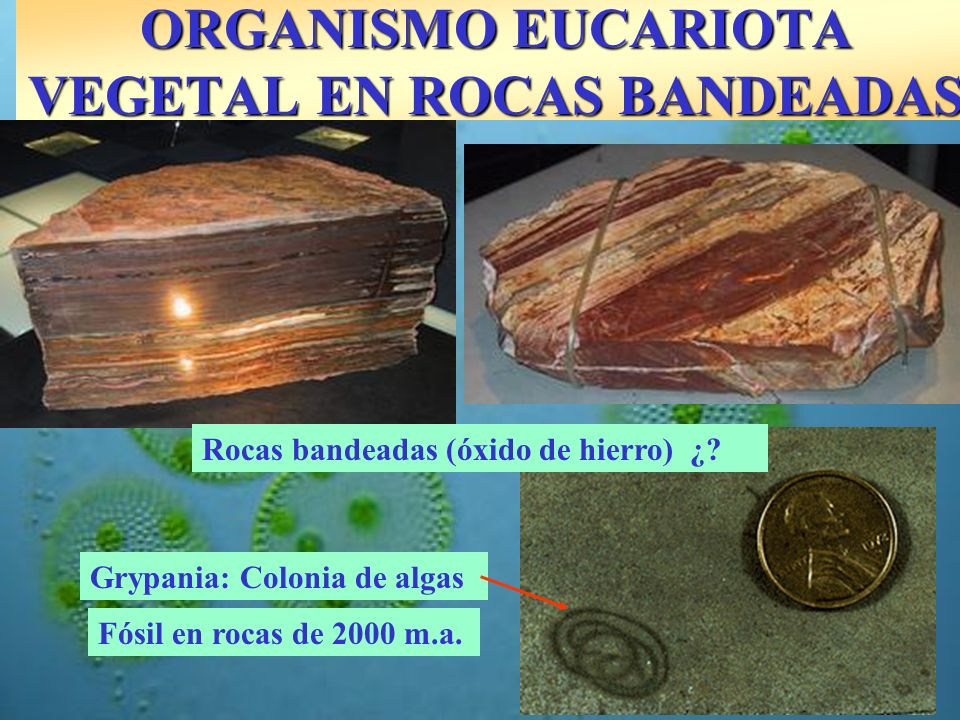 ORGANISMO EUCARIOTA
VEGETAL EN ROCAS BANDEADAS
Rocas bandeadas (óxido de hierro) ¿?
Grypania: Colonia de algas
Fósil en rocas de 2000 m.a.